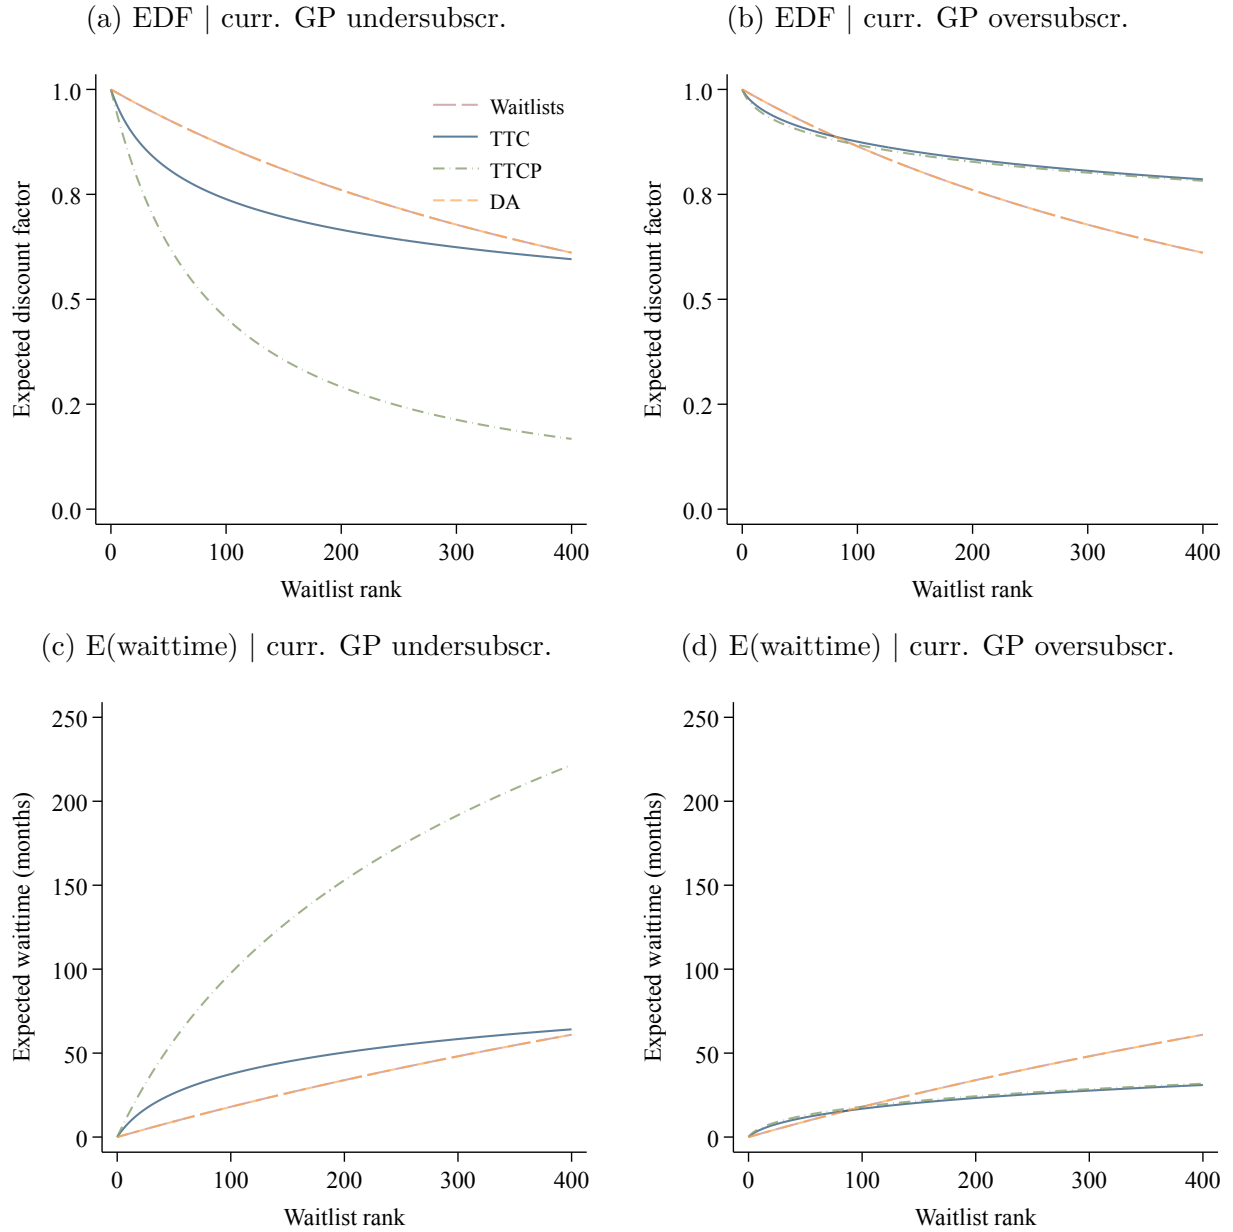 (a) EDF | curr. GP undersubscr.
1.0
0.8
0.5
0.2
0.0
Expected discount factor
Waitlists
TTC
TTCP
DA
0 100 200 300 400
Waitlist rank
(b) EDF | curr. GP oversubscr.
1.0
0.8
0.5
0.2
0.0
Expected discount factor
0 100 200 300 400
Waitlist rank
(c) E(waittime) | curr. GP undersubscr.
250
200
150
100
50
0
Expected waittime (months)
0 100 200 300 400
Waitlist rank
(d) E(waittime) | curr. GP oversubscr.
250
200
150
100
50
0
Expected waittime (months)
0 100 200 300 400
Waitlist rank